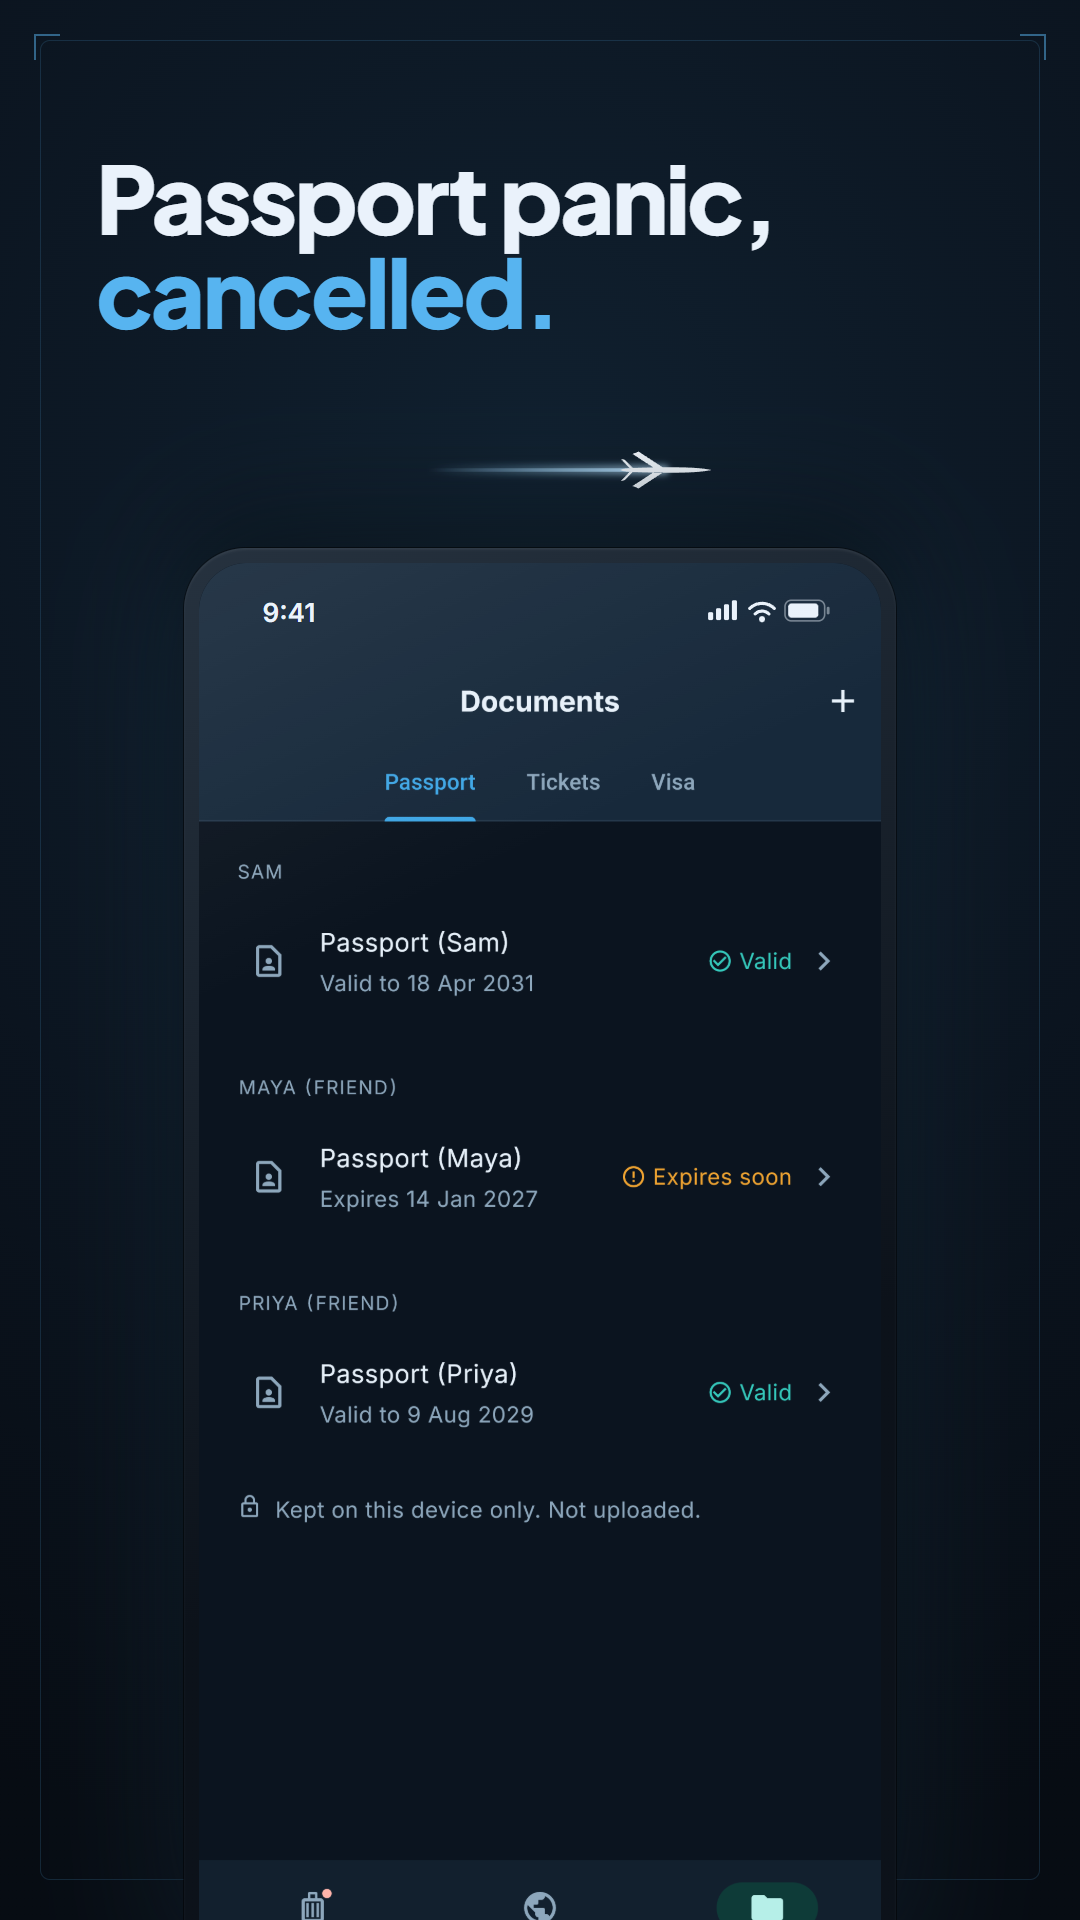 Passport panic,
cancelled.
9:41
Documents
Passport Tickets Visa
SAM
Passport (Sam)
Valid to 18 Apr 2031
Valid
MAYA (FRIEND)
Passport (Maya)
Expires 14 Jan 2027
Expires soon
PRIYA (FRIEND)
Passport (Priya)
Valid to 9 Aug 2029
Valid
Kept on this device only. Not uploaded.